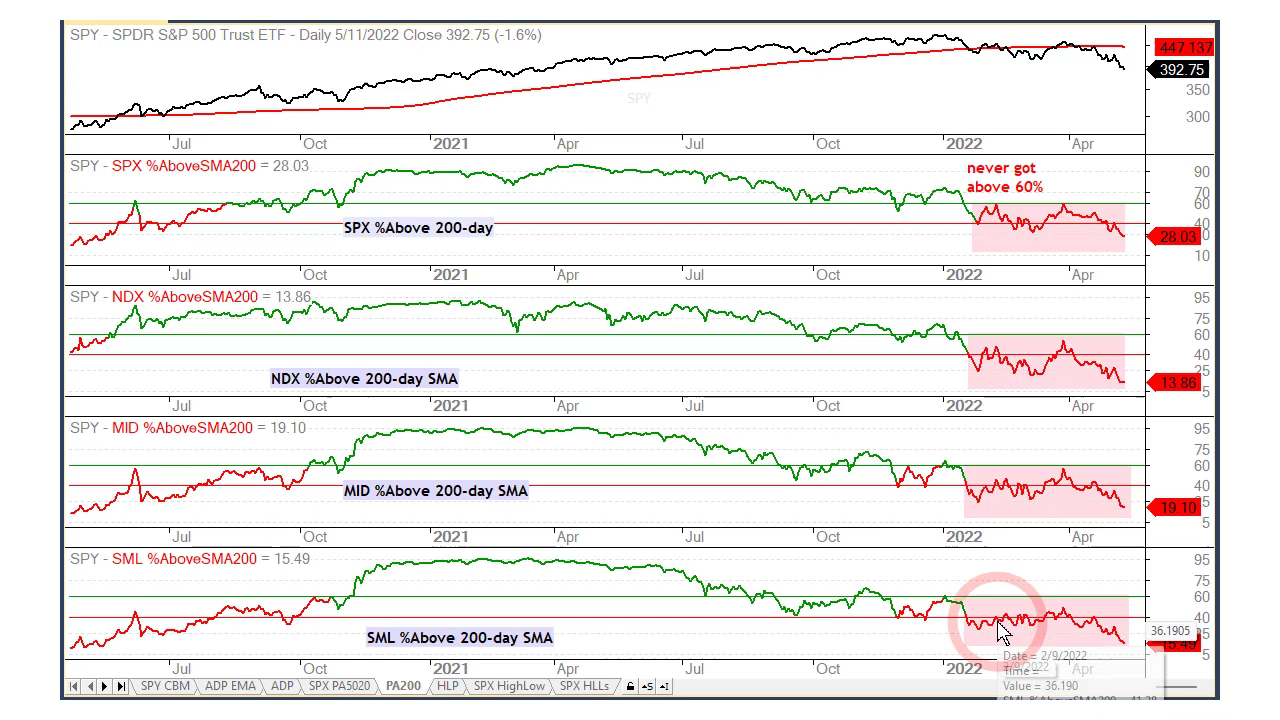 SPY - SPDR S&P 500 Trust ETF - Daily 5/11/2022 Close 392.75 (-1.6%)
447.137
392.75
350
SPY
300
Jul Oct 2021 Apr Jul Oct 2022 Apr
SPY - SPX %AboveSMA200 = 28.03
never got
above 60%
90
70
60
40
SPX %Above 200-day
28.03
10
Jul Oct 2021 Apr Jul Oct 2022 Apr
SPY - NDX %AboveSMA200 = 13.86
95
75
60
40
25
NDX %Above 200-day SMA
13.86
5
Jul Oct 2021 Apr Jul Oct 2022 Apr
SPY - MID %AboveSMA200 = 19.10
95
75
60
40
MID %Above 200-day SMA
19.10
5
Jul Oct 2021 Apr Jul Oct 2022 Apr
SPY - SML %AboveSMA200 = 15.49
95
75
60
40
36.1905
SML %Above 200-day SMA
15.49
5
Date = 2/9/2022
Time =
Value = 36.190
Jul Oct 2021 Apr Jul Oct 2022 Apr
SPY CBM ADP EMA ADP SPX PA5020 PA200 HLP SPX HighLow SPX HLLs